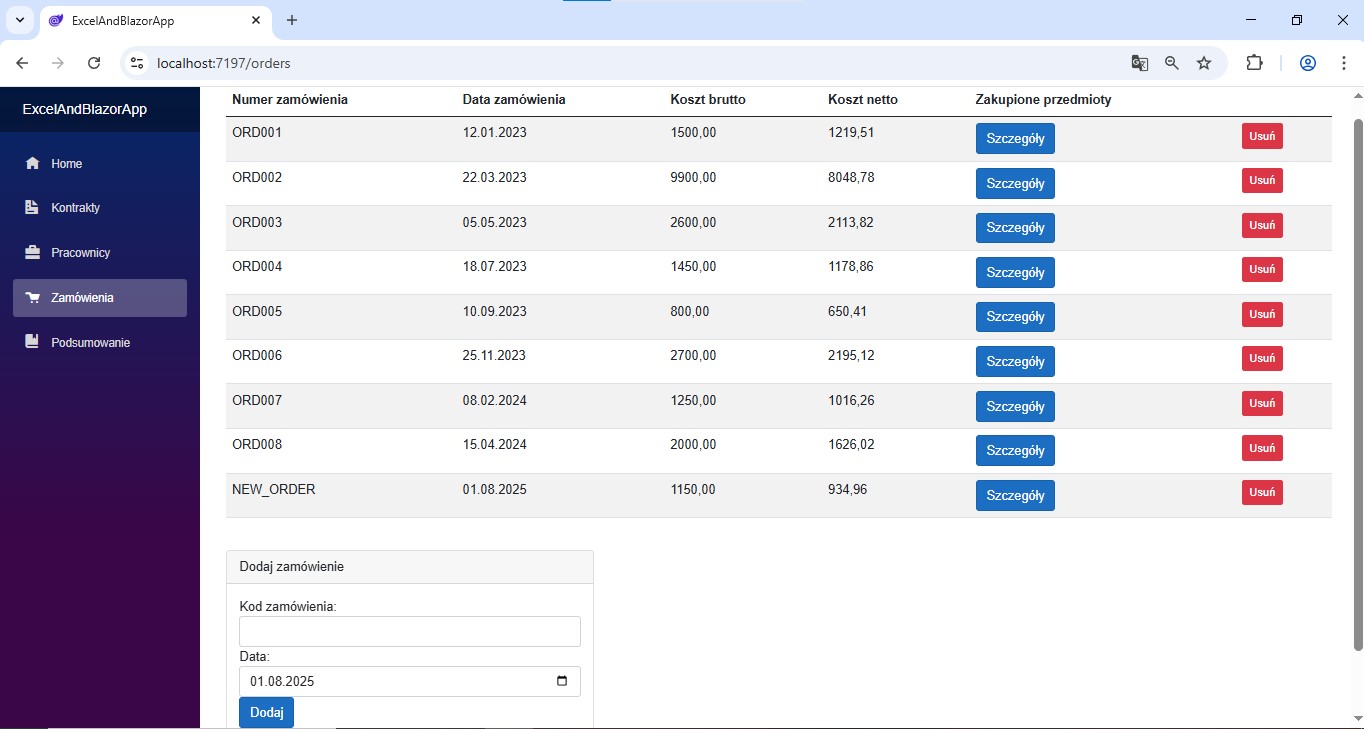 ExcelAndBlazorApp
localhost:7197/orders
ExcelAndBlazorApp
Home
Kontrakty
Pracownicy
Zamówienia
Podsumowanie
Numer zamówienia Data zamówienia Koszt brutto Koszt netto Zakupione przedmioty
ORD001 12.01.2023 1500,00 1219,51 Szczegóły Usuń
ORD002 22.03.2023 9900,00 8048,78 Szczegóły Usuń
ORD003 05.05.2023 2600,00 2113,82 Szczegóły Usuń
ORD004 18.07.2023 1450,00 1178,86 Szczegóły Usuń
ORD005 10.09.2023 800,00 650,41 Szczegóły Usuń
ORD006 25.11.2023 2700,00 2195,12 Szczegóły Usuń
ORD007 08.02.2024 1250,00 1016,26 Szczegóły Usuń
ORD008 15.04.2024 2000,00 1626,02 Szczegóły Usuń
NEW_ORDER 01.08.2025 1150,00 934,96 Szczegóły Usuń
Dodaj zamówienie
Kod zamówienia:
Data:
01.08.2025
Dodaj